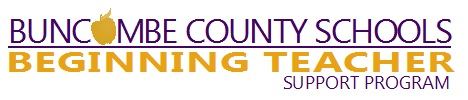 BUNCOMBE COUNTY SCHOOLS
BEGINNING TEACHER
SUPPORT PROGRAM